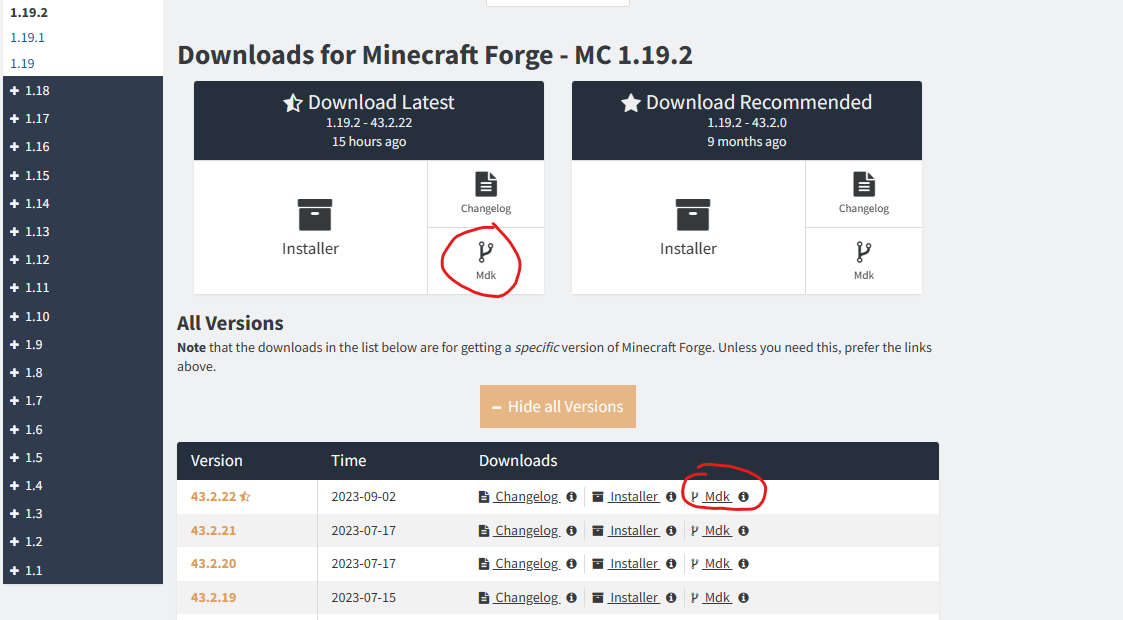 1.19.2
1.19.1
1.19
1.18
1.17
1.16
1.15
1.14
1.13
1.12
1.11
1.10
1.9
1.8
1.7
1.6
1.5
1.4
1.3
1.2
1.1
Downloads for Minecraft Forge - MC 1.19.2
Download Latest
1.19.2 - 43.2.22
15 hours ago
Installer
Changelog
Mdk
Download Recommended
1.19.2 - 43.2.0
9 months ago
Installer
Changelog
Mdk
All Versions
Note that the downloads in the list below are for getting a specific version of Minecraft Forge. Unless you need this, prefer the links
above.
Hide all Versions
Version Time Downloads
43.2.22 2023-09-02 Changelog Installer Mdk
43.2.21 2023-07-17 Changelog Installer Mdk
43.2.20 2023-07-17 Changelog Installer Mdk
43.2.19 2023-07-15 Changelog Installer Mdk